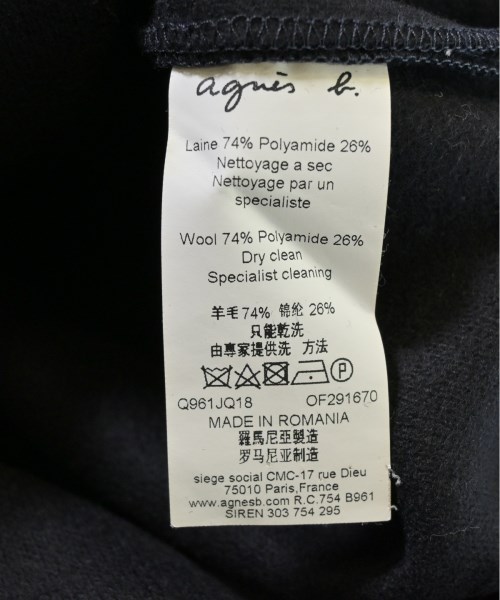 agnès b.
Laine 74% Polyamide 26%
Nettoyage a sec
Nettoyage par un
specialiste
Wool 74% Polyamide 26%
Dry clean
Specialist cleaning
羊毛74% 锦纶 26%
只能乾洗
由專家提供洗 方法
P
Q961JQ18 OF291670
MADE IN ROMANIA
羅馬尼亞製造
罗马尼亚制造
siege social CMC-17 rue Dieu
75010 Paris,France
www.agnesb.com R.C.754 B961
SIREN 303 754 295